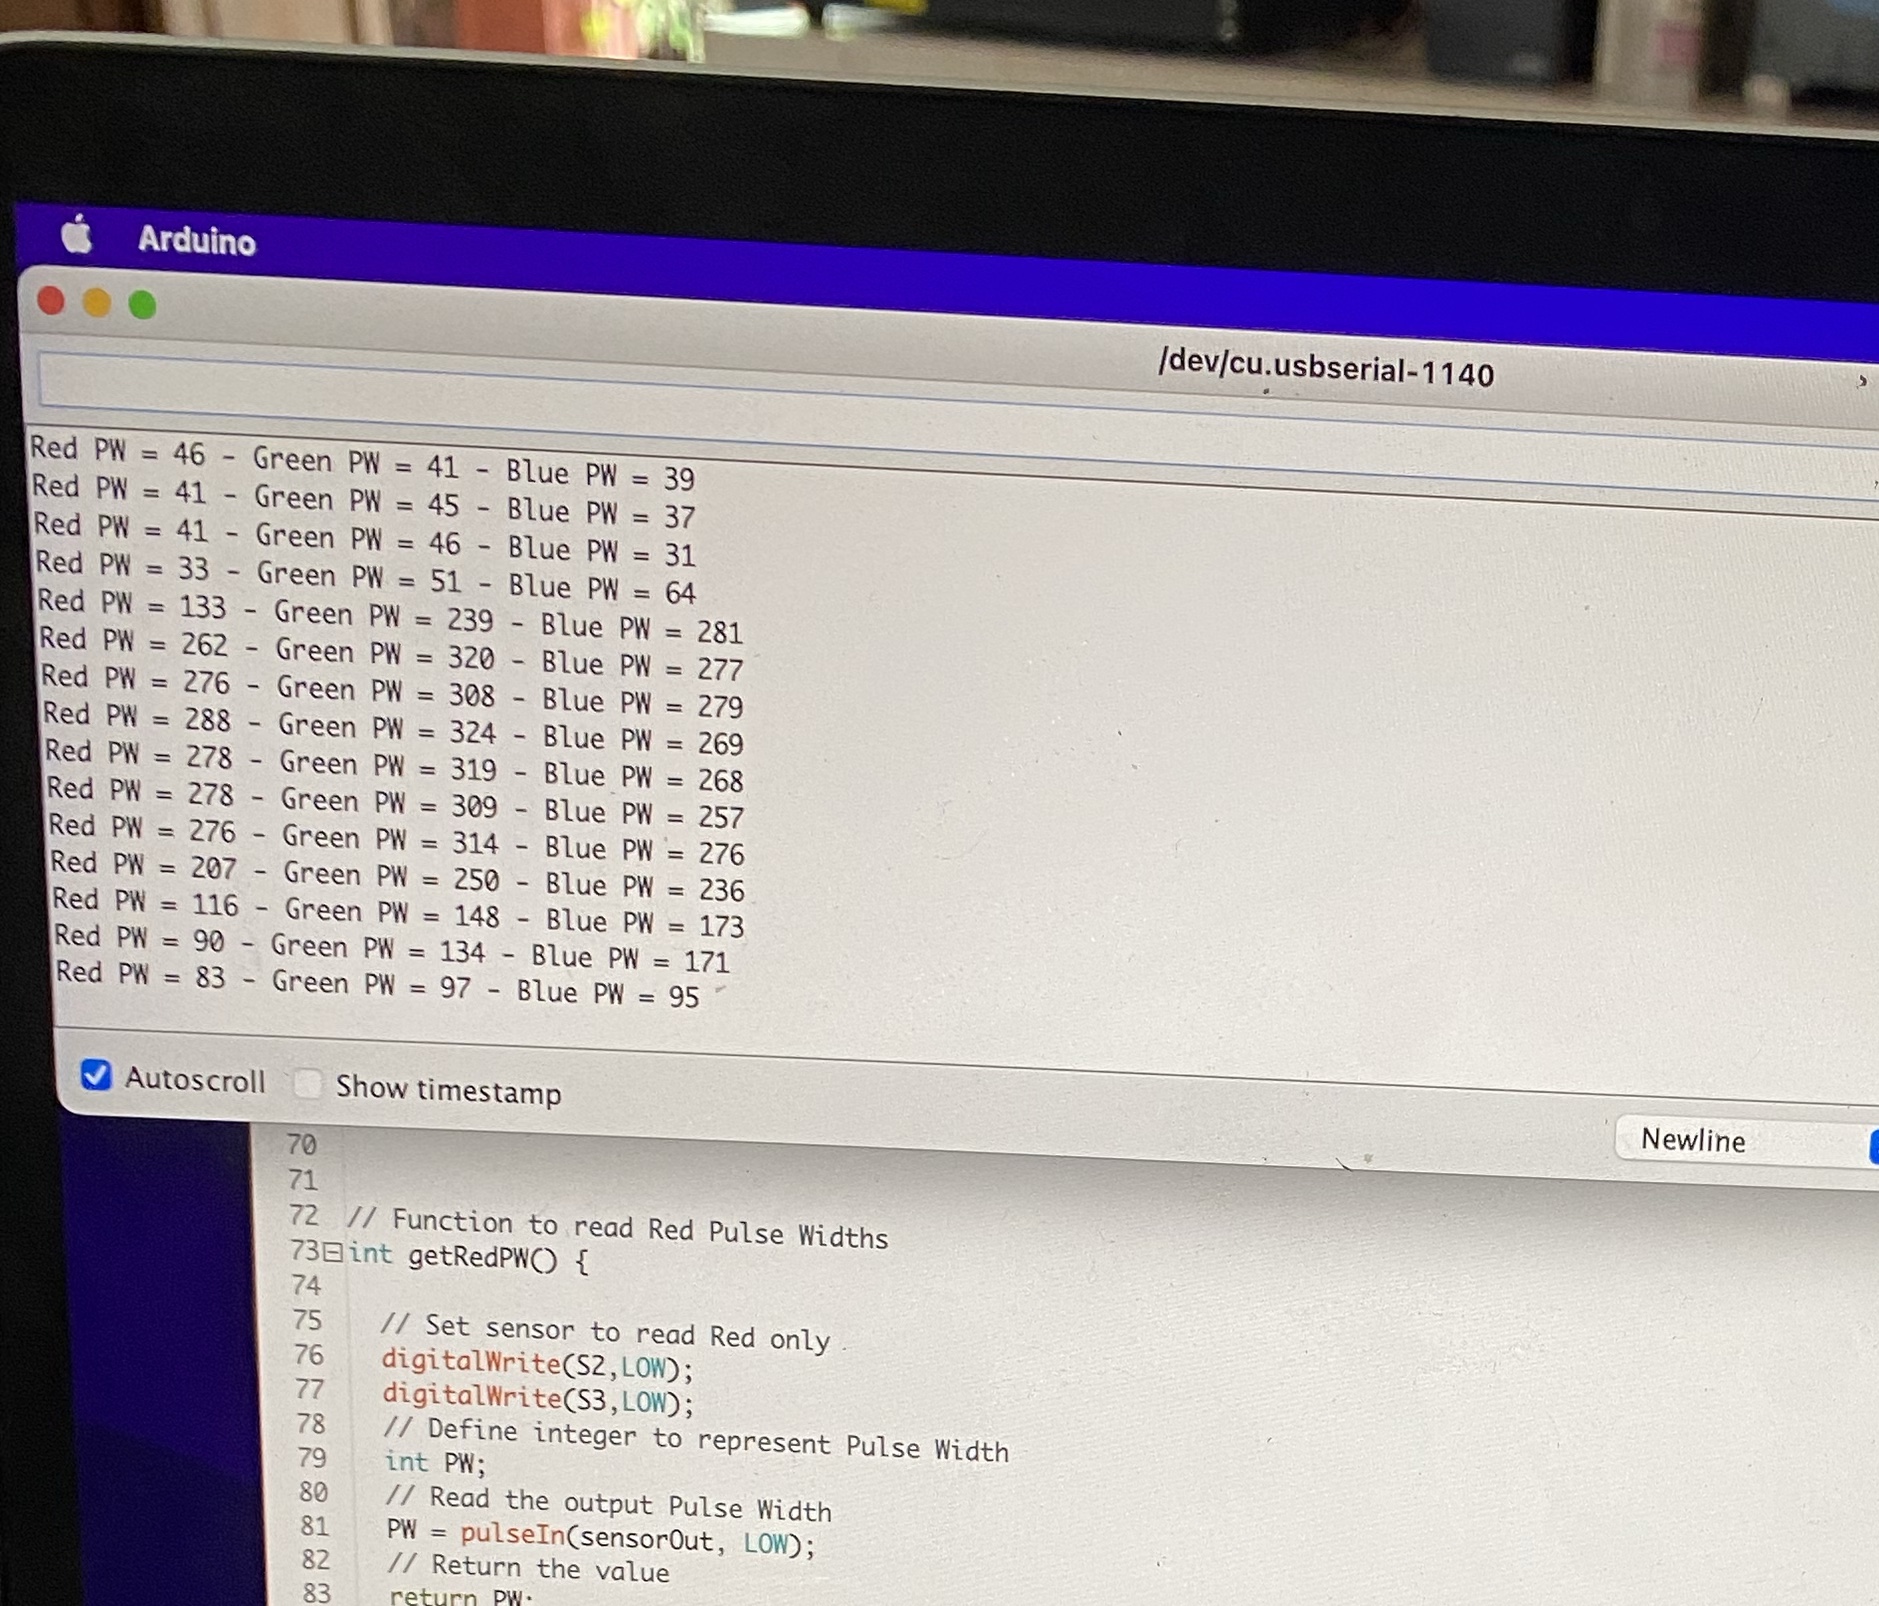 Arduino
/dev/cu.usbserial-1140
Red PW = 46 - Green PW = 41 - Blue PW = 39
Red PW = 41 - Green PW = 45 - Blue PW = 37
Red PW = 41 - Green PW = 46 - Blue PW = 31
Red PW = 33 - Green PW = 51 - Blue PW = 64
Red PW = 133 - Green PW = 239 - Blue PW = 281
Red PW = 262 - Green PW = 320 - Blue PW = 277
Red PW = 276 - Green PW = 308 - Blue PW = 279
Red PW = 288 - Green PW = 324 - Blue PW = 269
Red PW = 278 - Green PW = 319 - Blue PW = 268
Red PW = 278 - Green PW = 309 - Blue PW = 257
Red PW = 276 - Green PW = 314 - Blue PW = 276
Red PW = 207 - Green PW = 250 - Blue PW = 236
Red PW = 116 - Green PW = 148 - Blue PW = 173
Red PW = 90 - Green PW = 134 - Blue PW = 171
Red PW = 83 - Green PW = 97 - Blue PW = 95
Autoscroll Show timestamp
Newline
70
71
72 // Function to read Red Pulse Widths
73 int getRedPW() {
74
75 // Set sensor to read Red only
76 digitalWrite(S2,LOW);
77 digitalWrite(S3,LOW);
78 // Define integer to represent Pulse Width
79 int PW;
80 // Read the output Pulse Width
81 PW = pulseIn(sensorOut, LOW);
82 // Return the value
83 return PW;